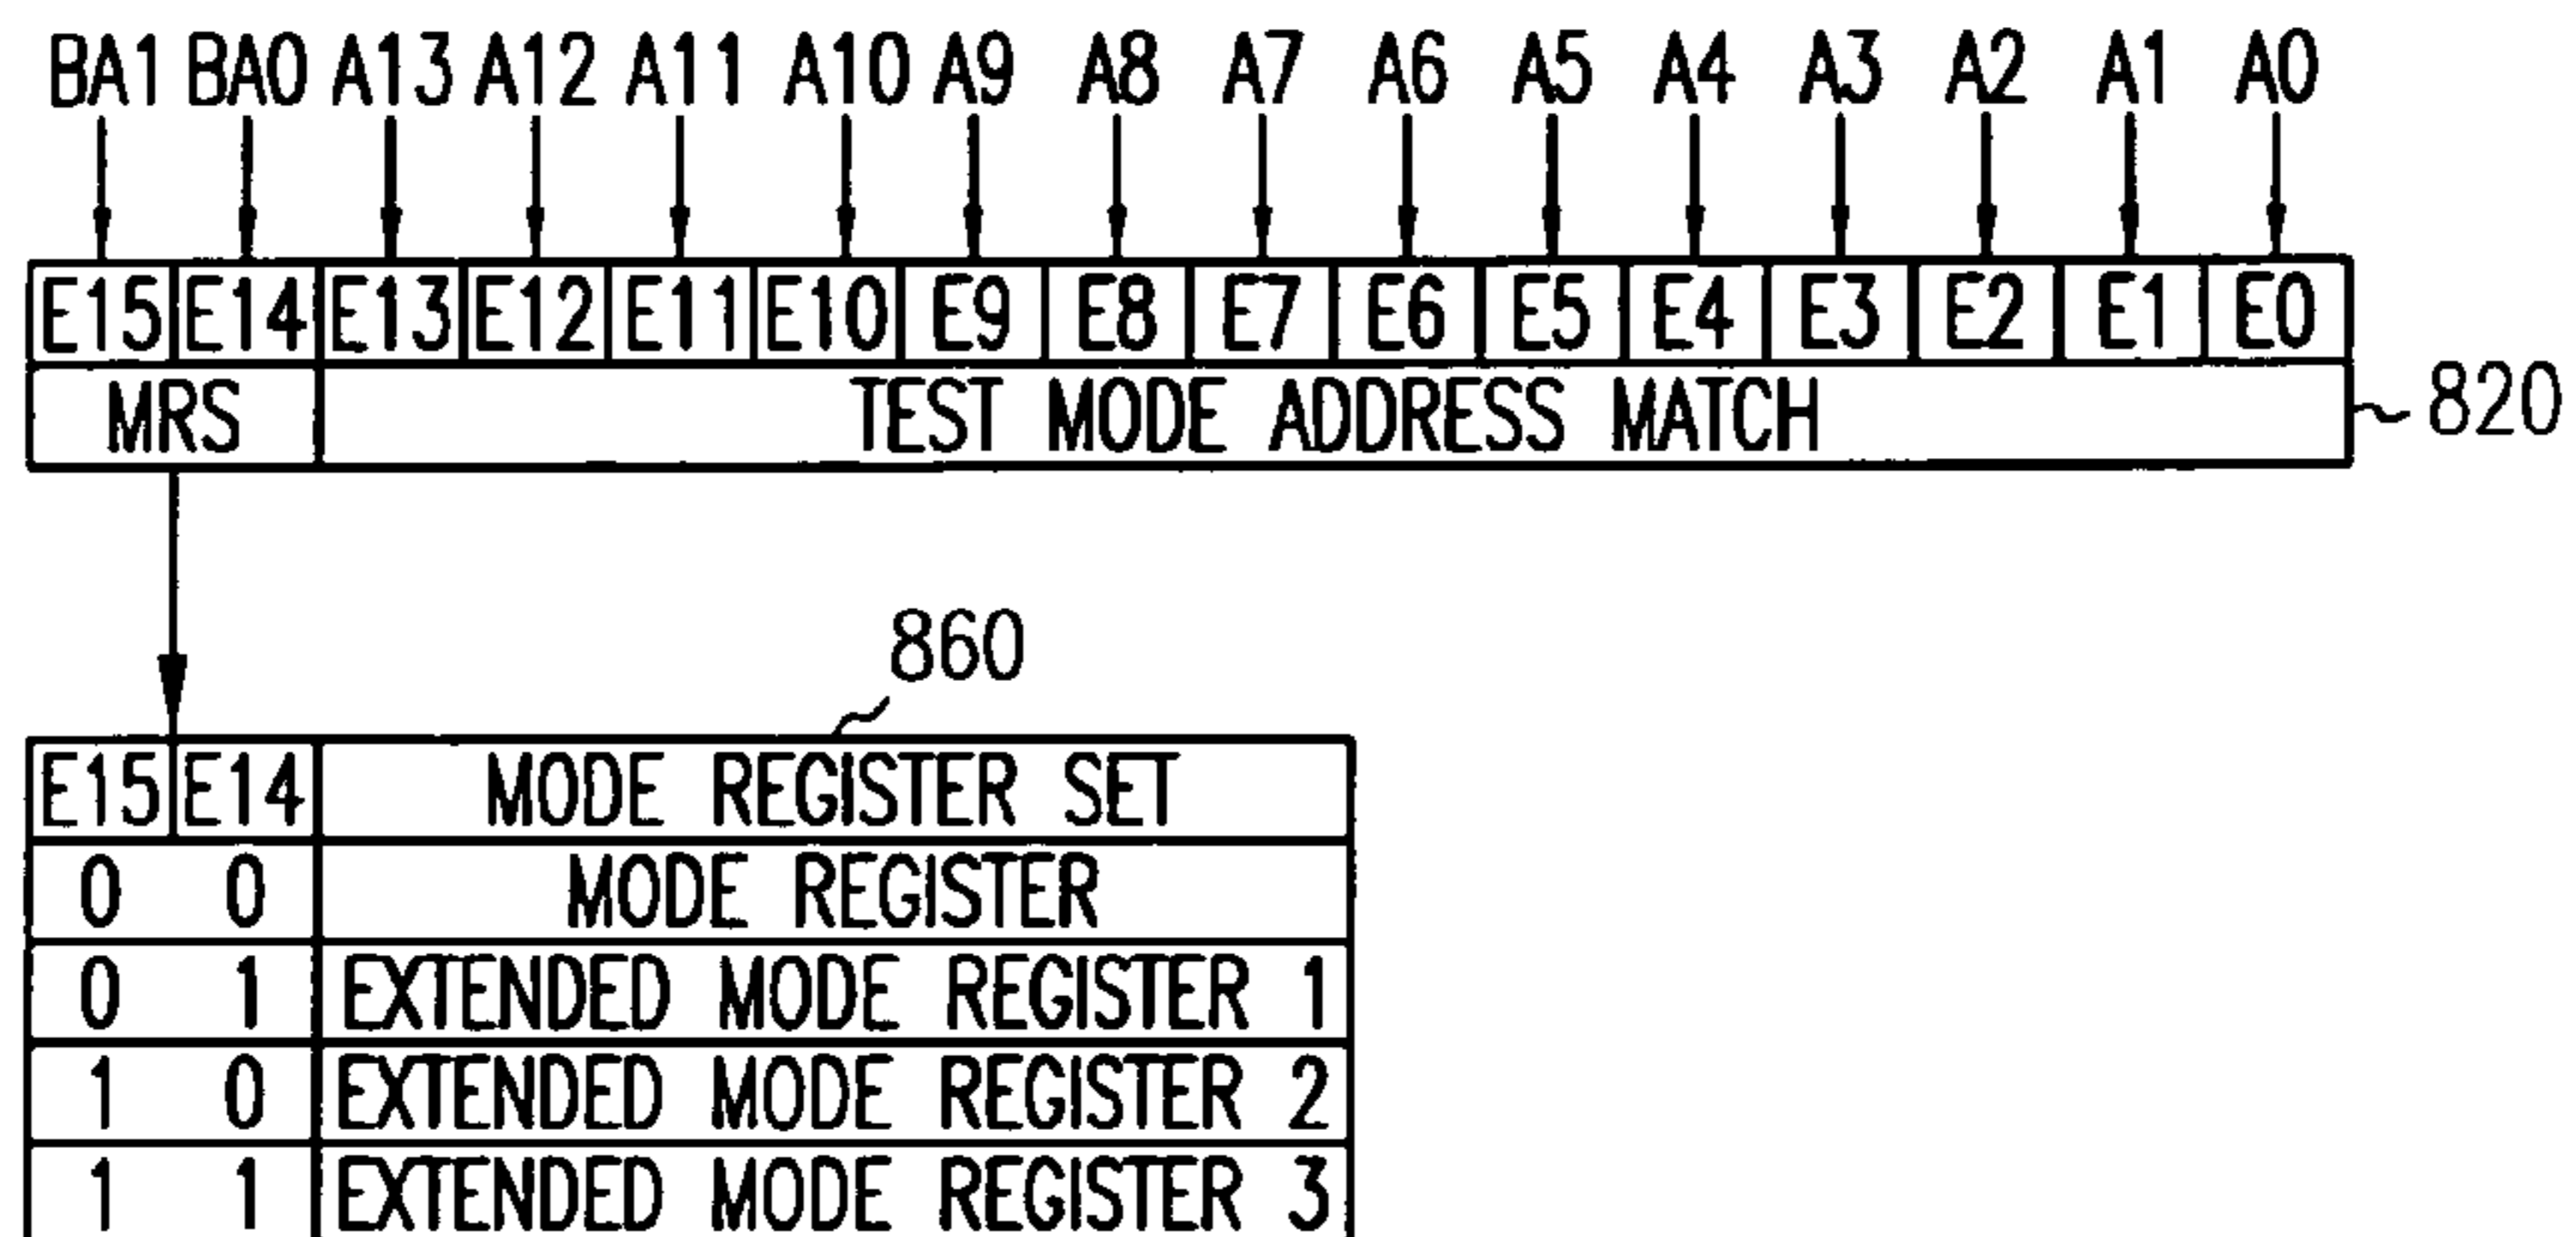 BA1 BA0 A13 A12 A11 A10 A9 A8 A7 A6 A5 A4 A3 A2 A1 A0
E15 E14 E13 E12 E11 E10 E9 E8 E7 E6 E5 E4 E3 E2 E1 E0
MRS TEST MODE ADDRESS MATCH 820
860
E15 E14 MODE REGISTER SET
0 0 MODE REGISTER
0 1 EXTENDED MODE REGISTER 1
1 0 EXTENDED MODE REGISTER 2
1 1 EXTENDED MODE REGISTER 3